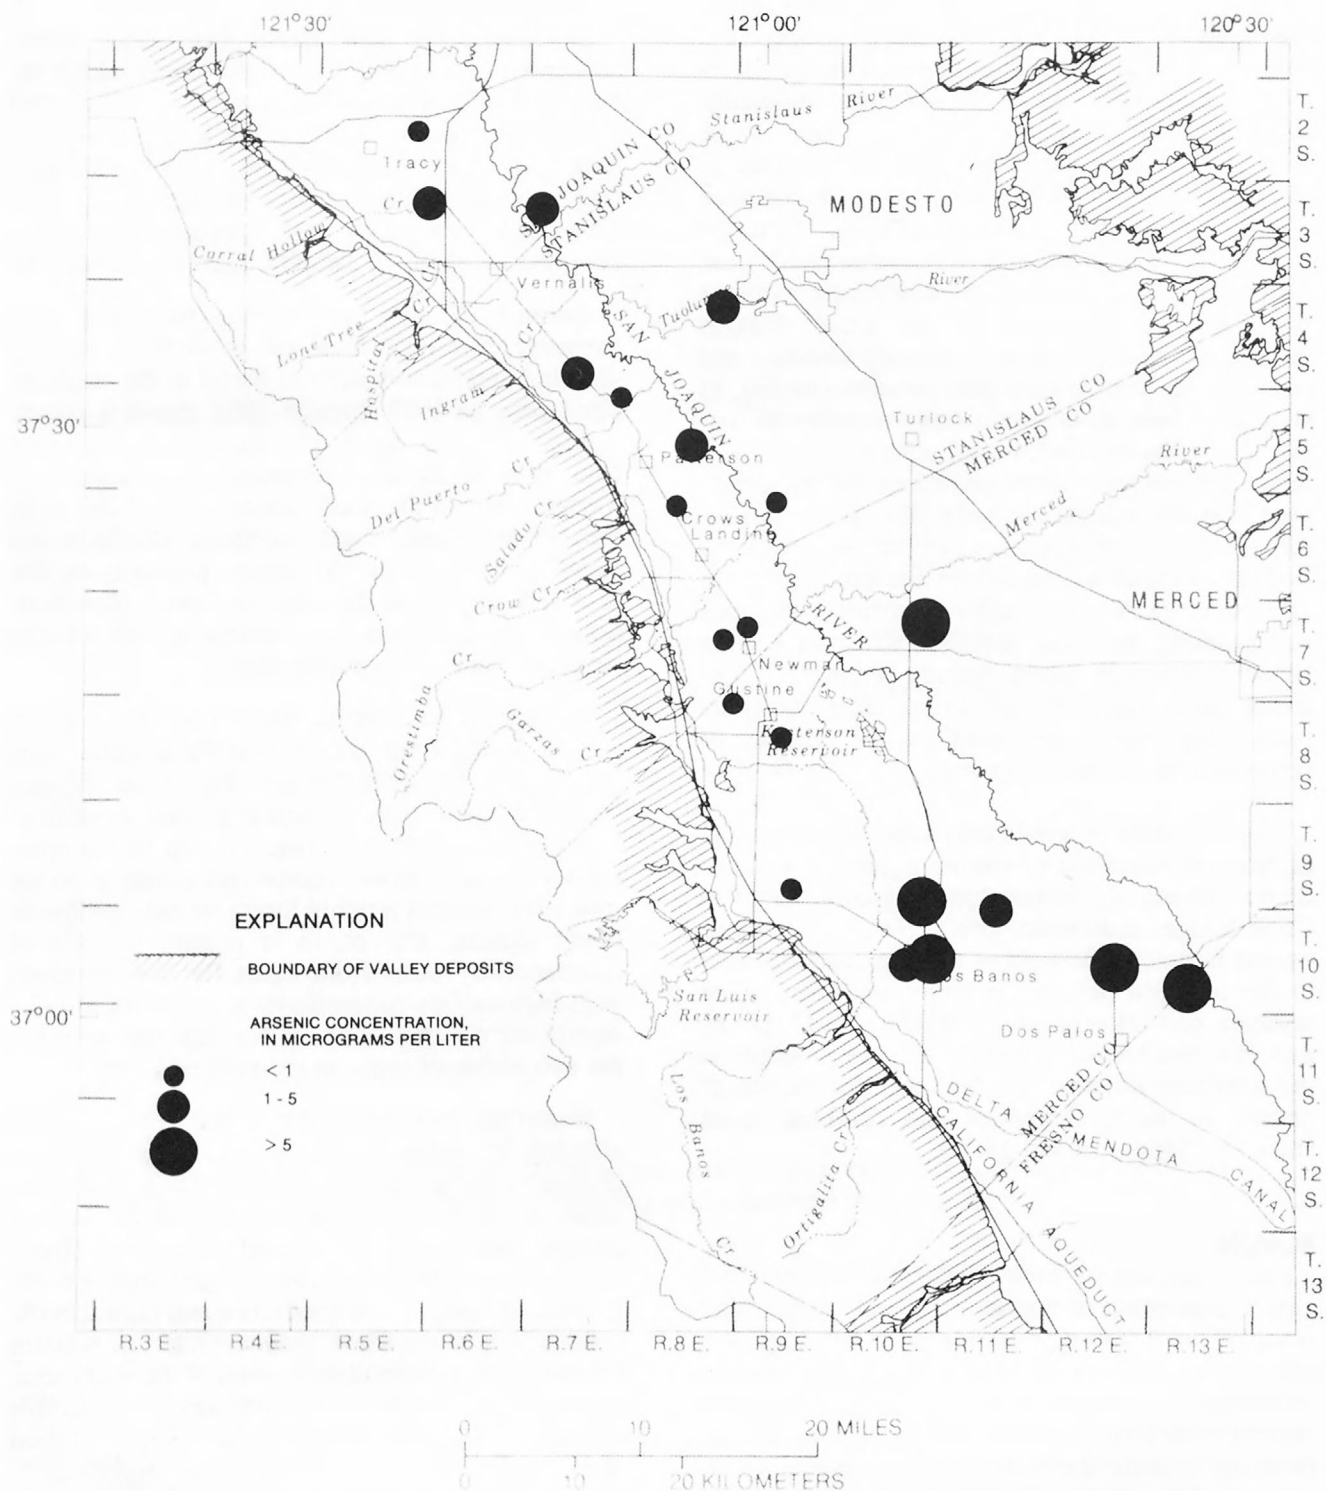 121°30'
121°00'
120°30'
Stanislaus River
Tracy
SAN JOAQUIN CO
STANISLAUS CO
MODESTO
Cr.
Corral Hollow
Vernalis
Cr.
River
Lone Tree Cr.
Hospital Cr.
Ingram
SAN JOAQUIN RIVER
37°30'
Turlock
STANISLAUS CO
MERCED CO
River
Merced
Patterson
Del Puerto Cr.
Salado Cr.
Crows
Landing
Crow Cr.
MERCED
Orestimba Cr.
Newman
Gustine
Garzas Cr.
Kesterson
Reservoir
San Luis
Reservoir
Los Banos
Dos Palos
37°00'
MERCED CO
FRESNO CO
DELTA MENDOTA CANAL
CALIFORNIA AQUEDUCT
Los Banos Cr.
Ortigalita Cr.
T. 2 S.
T. 3 S.
T. 4 S.
T. 5 S.
T. 6 S.
T. 7 S.
T. 8 S.
T. 9 S.
T. 10 S.
T. 11 S.
T. 12 S.
T. 13 S.
EXPLANATION
BOUNDARY OF VALLEY DEPOSITS
ARSENIC CONCENTRATION,
IN MICROGRAMS PER LITER
< 1
1 - 5
> 5
R.3 E. R.4 E. R.5 E. R.6 E. R.7 E. R.8 E. R.9 E. R.10 E. R.11 E. R.12 E. R.13 E.
0 10 20 MILES
0 10 20 KILOMETERS